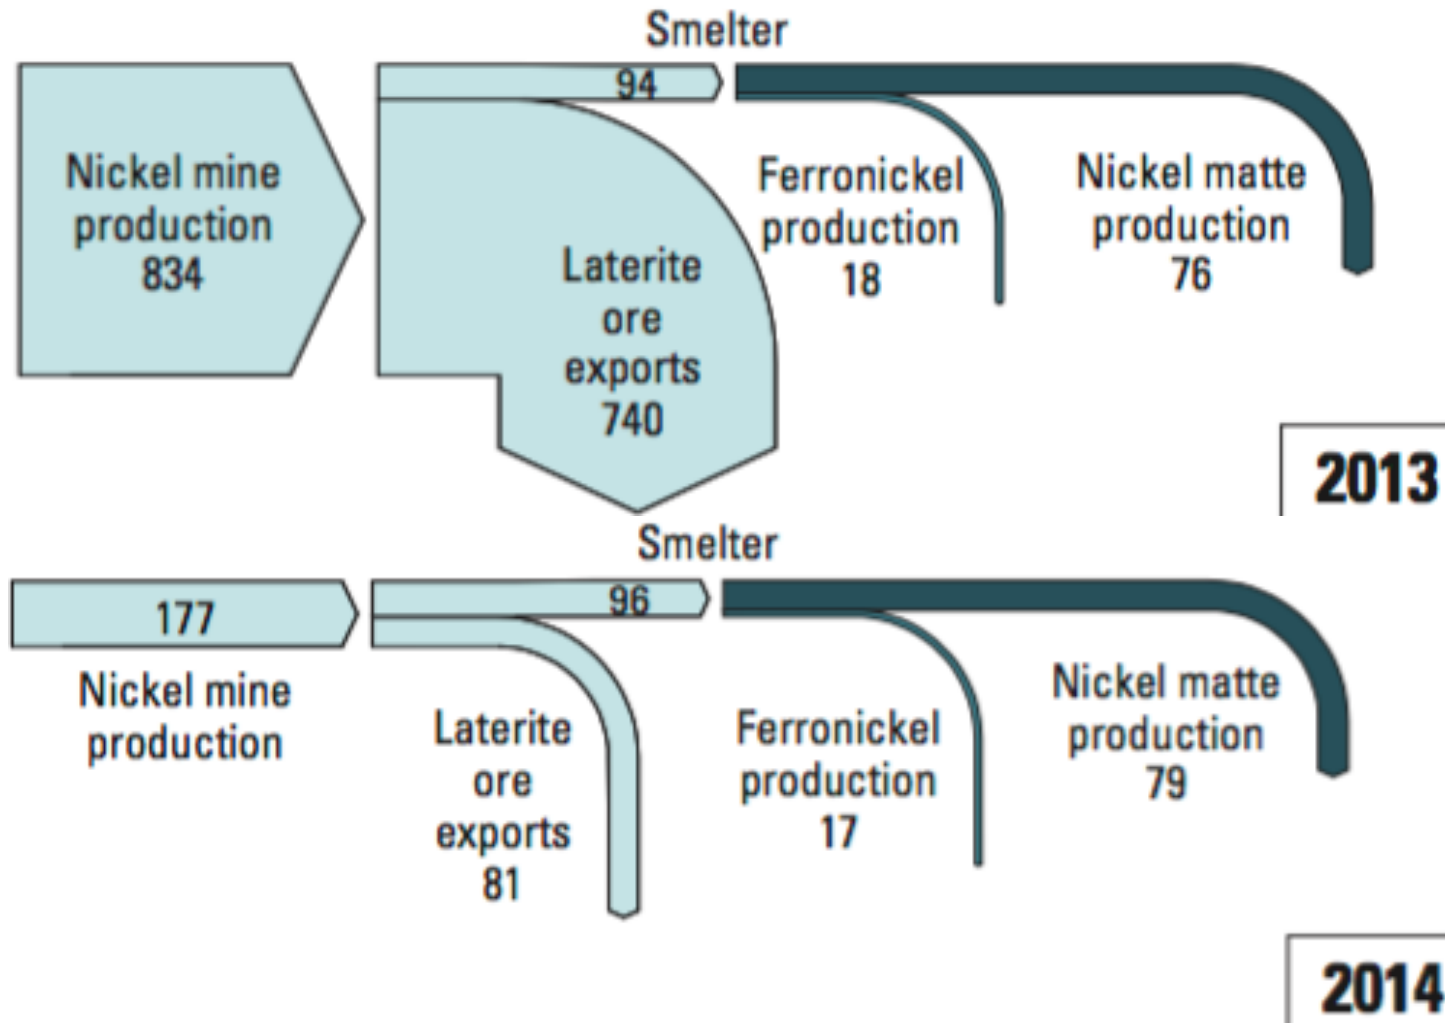 Smelter
94
Nickel mine
production
834
Laterite
ore
exports
740
Ferronickel
production
18
Nickel matte
production
76
2013
Smelter
177
96
Nickel mine
production
Laterite
ore
exports
81
Ferronickel
production
17
Nickel matte
production
79
2014